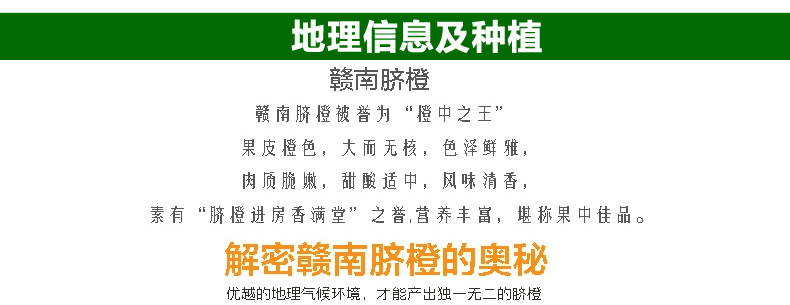 地理信息及种植
赣南脐橙
赣南脐橙被誉为“橙中之王”
果皮橙色，大而无核，色泽鲜雅，
肉质脆嫩，甜酸适中，风味清香，
素有“脐橙进房香满堂”之誉,营养丰富，堪称果中佳品。
解密赣南脐橙的奥秘
优越的地理气候环境，才能产出独一无二的脐橙